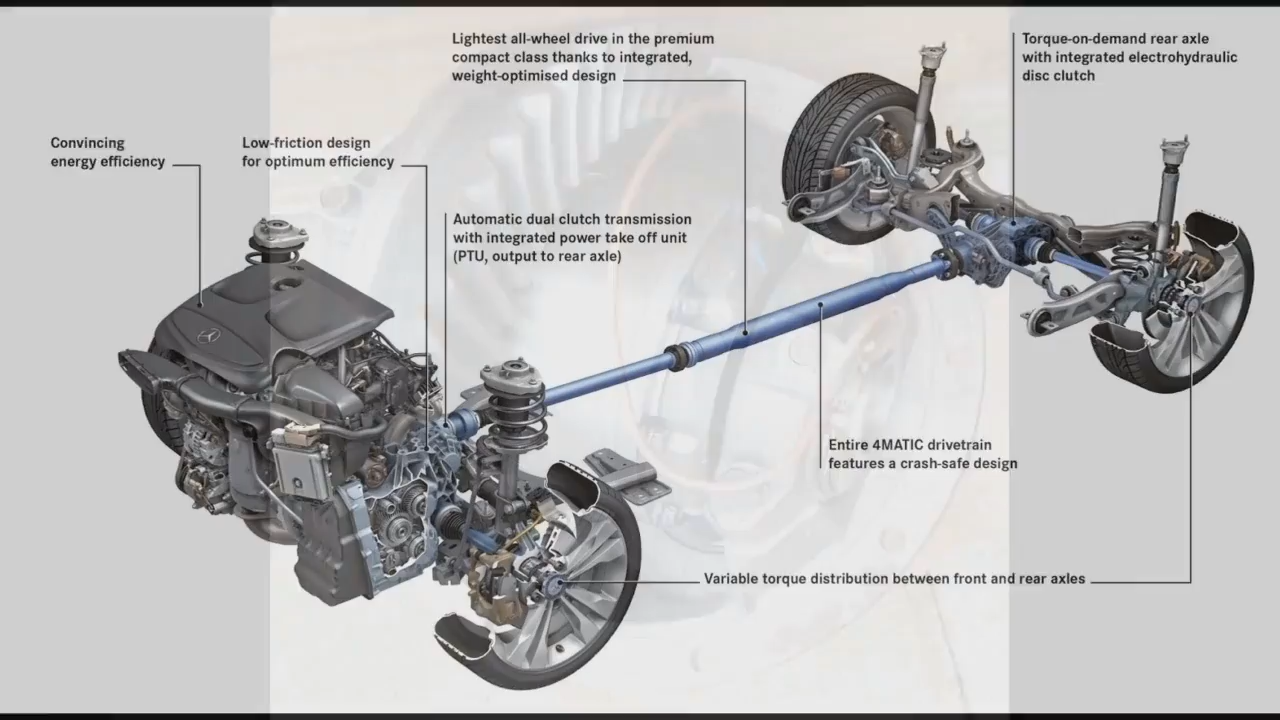 Lightest all-wheel drive in the premium
compact class thanks to integrated,
weight-optimised design
Torque-on-demand rear axle
with integrated electrohydraulic
disc clutch
Convincing
energy efficiency
Low-friction design
for optimum efficiency
Automatic dual clutch transmission
with integrated power take off unit
(PTU, output to rear axle)
Entire 4MATIC drivetrain
features a crash-safe design
Variable torque distribution between front and rear axles